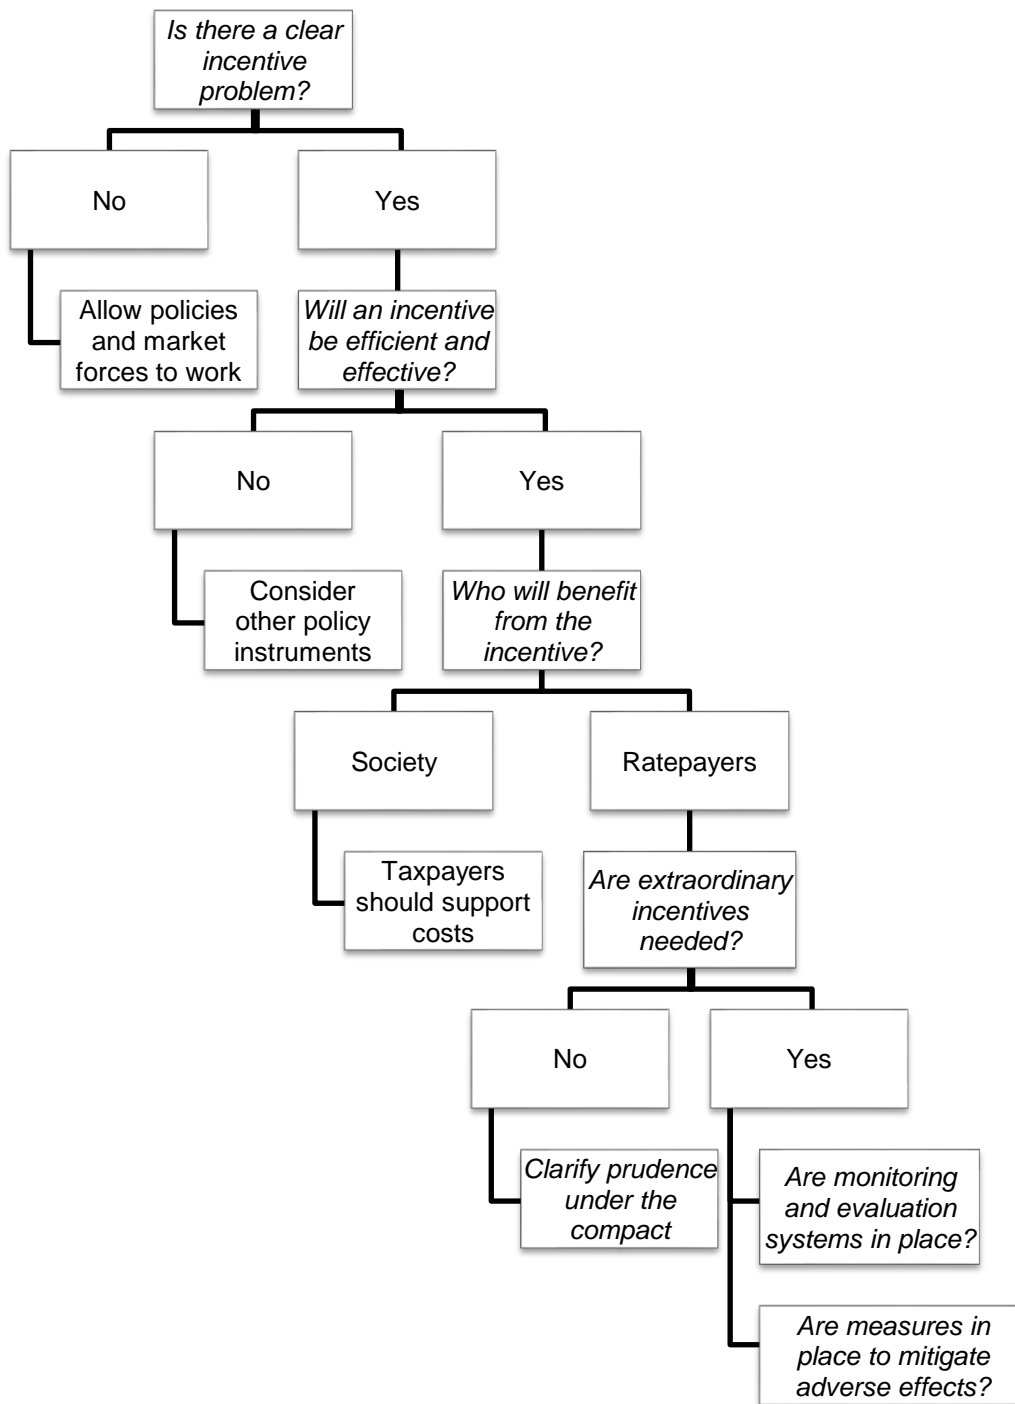 Is there a clear
incentive
problem?
No
Yes
Allow policies
and market
forces to work
Will an incentive
be efficient and
effective?
No
Yes
Consider
other policy
instruments
Who will benefit
from the
incentive?
Society
Ratepayers
Taxpayers
should support
costs
Are extraordinary
incentives
needed?
No
Yes
Clarify prudence
under the
compact
Are monitoring
and evaluation
systems in place?
Are measures in
place to mitigate
adverse effects?